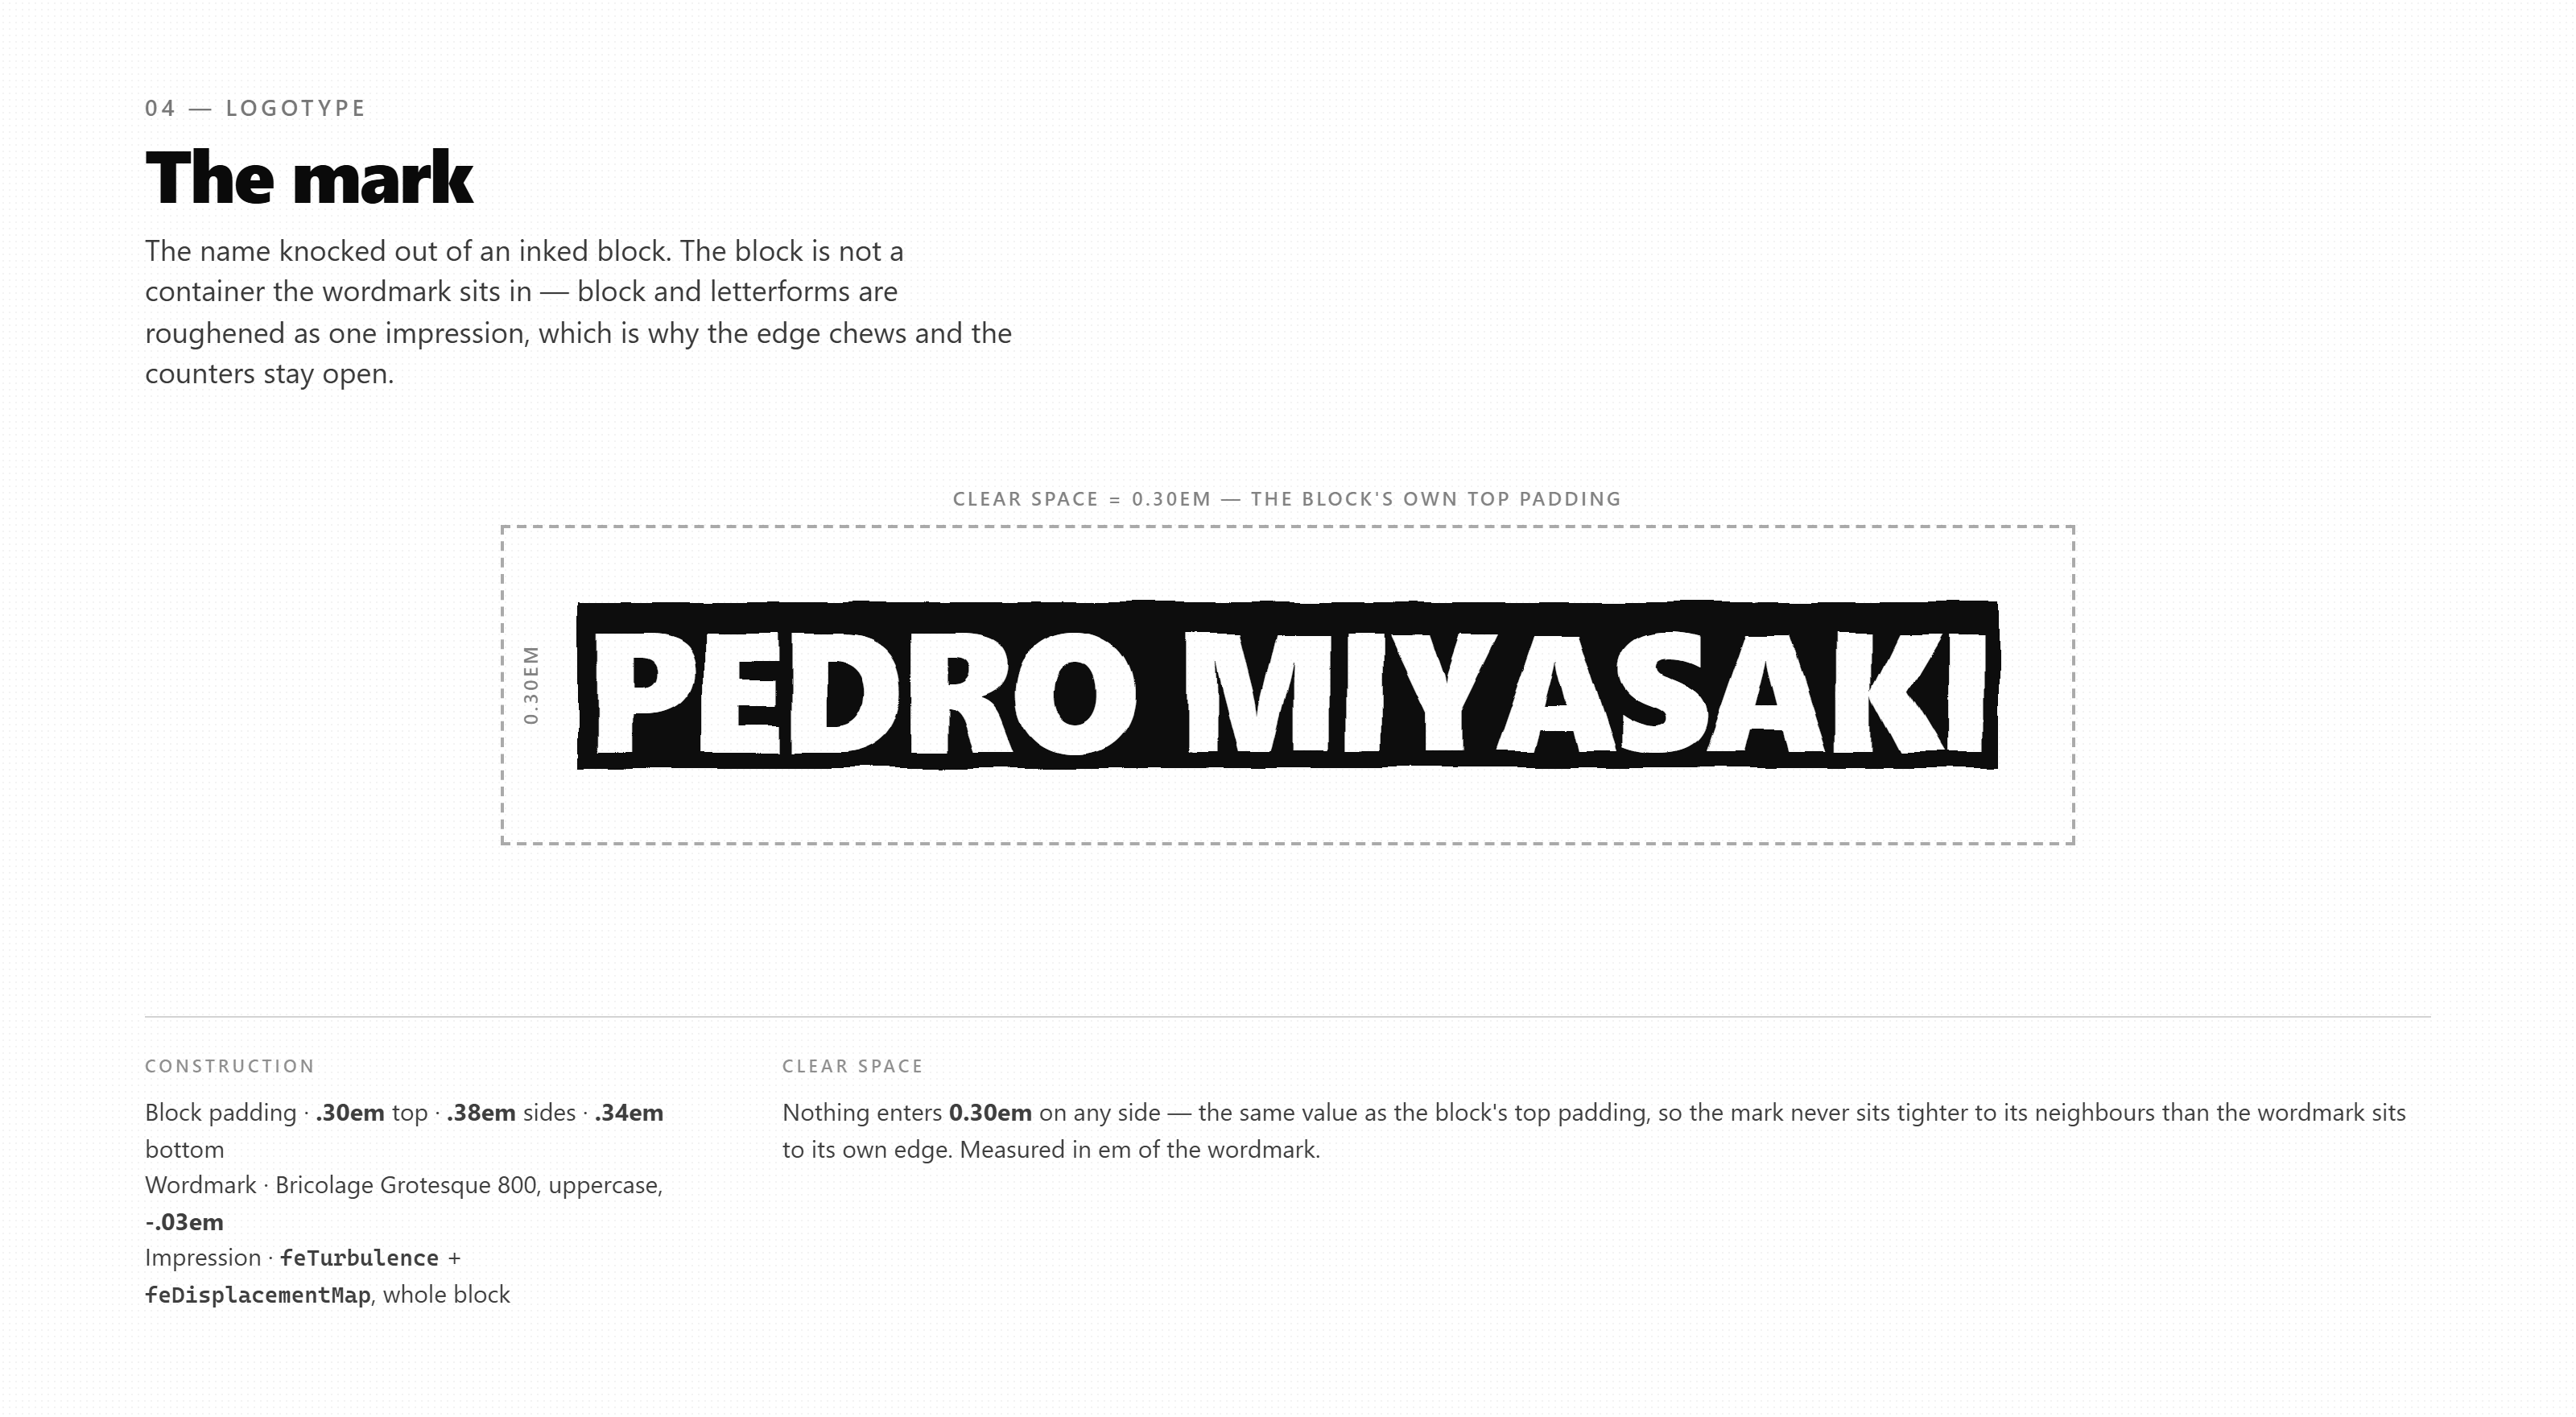 04 — LOGOTYPE
The mark
The name knocked out of an inked block. The block is not a
container the wordmark sits in — block and letterforms are
roughened as one impression, which is why the edge chews and the
counters stay open.
CLEAR SPACE = 0.30EM — THE BLOCK'S OWN TOP PADDING
0.30EM
PEDRO MIYASAKI
CONSTRUCTION
Block padding · .30em top · .38em sides · .34em
bottom
Wordmark · Bricolage Grotesque 800, uppercase,
-.03em
Impression · feTurbulence +
feDisplacementMap, whole block
CLEAR SPACE
Nothing enters 0.30em on any side — the same value as the block's top padding, so the mark never sits tighter to its neighbours than the wordmark sits
to its own edge. Measured in em of the wordmark.